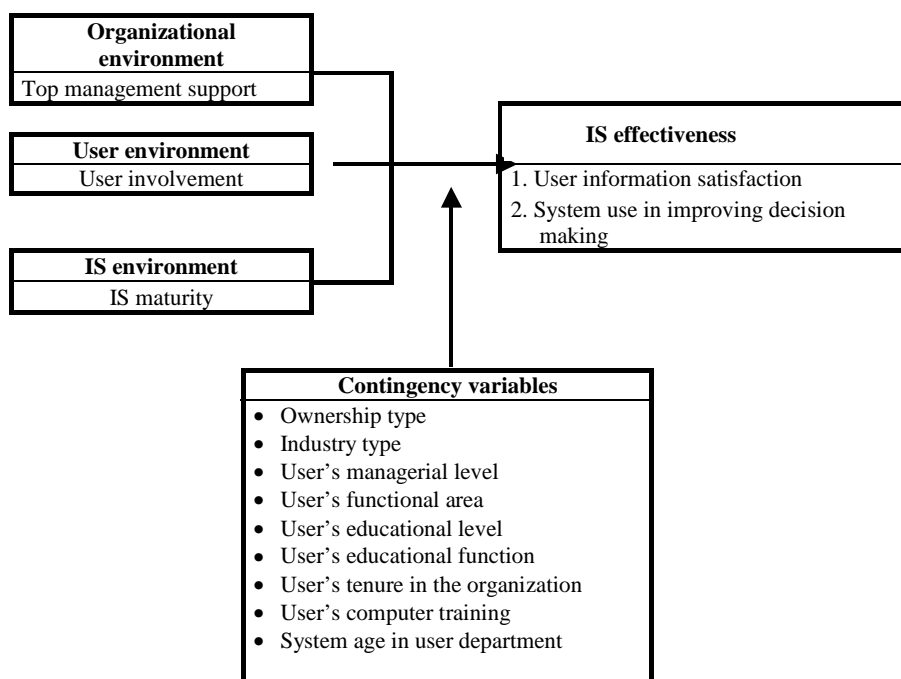 Organizational
environment
Top management support
User environment
User involvement
IS environment
IS maturity
IS effectiveness
1. User information satisfaction
2. System use in improving decision
making
Contingency variables
• Ownership type
• Industry type
• User’s managerial level
• User’s functional area
• User’s educational level
• User’s educational function
• User’s tenure in the organization
• User’s computer training
• System age in user department